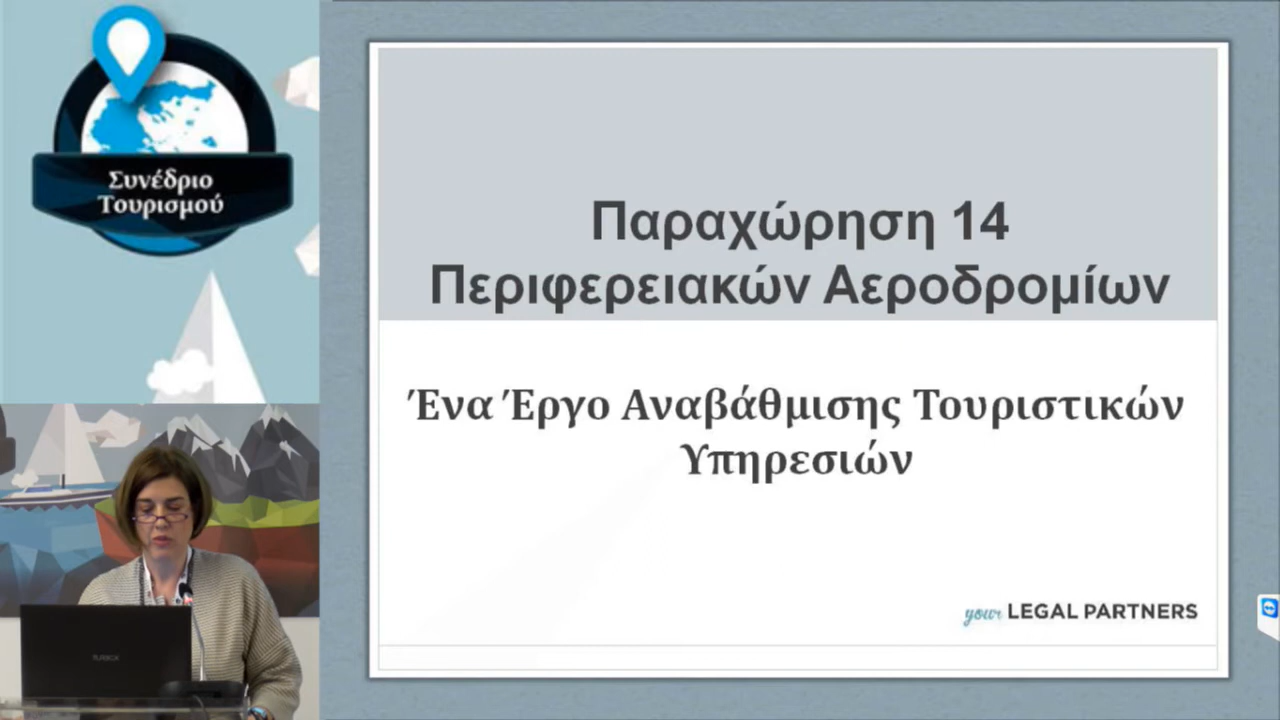 Συνέδριο
Τουρισμού
Παραχώρηση 14
Περιφερειακών Αεροδρομίων
Ένα Έργο Αναβάθμισης Τουριστικών
Υπηρεσιών
your LEGAL PARTNERS